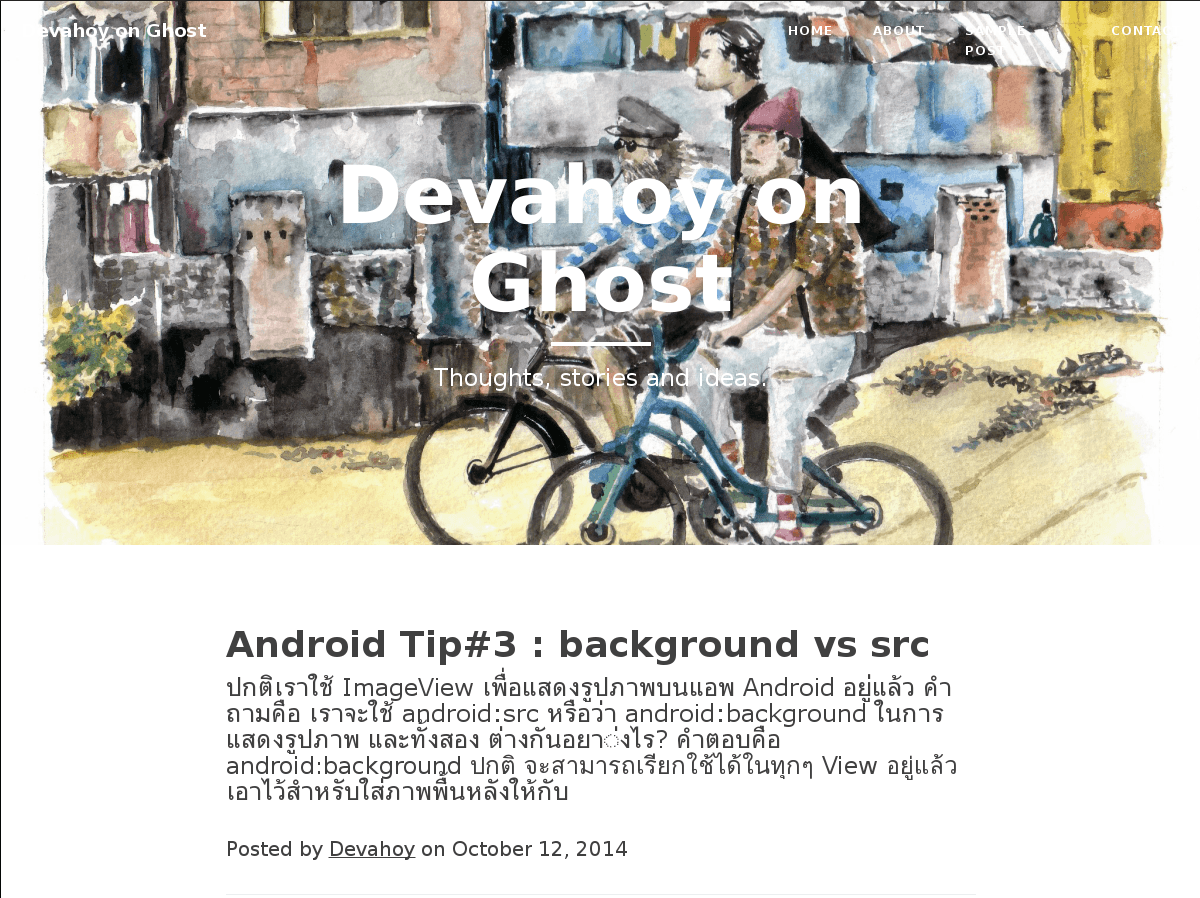 evahoy on Ghost
HOME ABOUT SAMPLE POST CONTAC
Devahoy on
Ghost
Thoughts, stories and ideas.
Android Tip#3 : background vs src
ปกติเราใช้ ImageView เพื่อแสดงรูปภาพบนแอพ Android อยู่แล้ว คำ
ถามคือ เราจะใช้ android:src หรือว่า android:background ในการ
แสดงรูปภาพ และทั้งสอง ต่างกันอยา่่งไร? คำตอบคือ
android:background ปกติ จะสามารถเรียกใช้ได้ในทุกๆ View อยู่แล้ว
เอาไว้สำหรับใส่ภาพพื้นหลังให้กับ
Posted by Devahoy on October 12, 2014